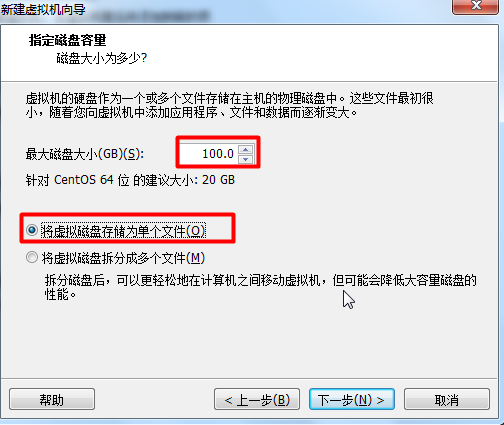 新建虚拟机向导
指定磁盘容量
磁盘大小为多少?
虚拟机的硬盘作为一个或多个文件存储在主机的物理磁盘中。这些文件最初很
小，随着您向虚拟机中添加应用程序、文件和数据而逐渐变大。
最大磁盘大小(GB)(S): 100.0
针对 CentOS 64 位 的建议大小: 20 GB
将虚拟磁盘存储为单个文件(O)
将虚拟磁盘拆分成多个文件(M)
拆分磁盘后，可以更轻松地在计算机之间移动虚拟机，但可能会降低大容量磁盘的
性能。
帮助 < 上一步(B) 下一步(N) > 取消